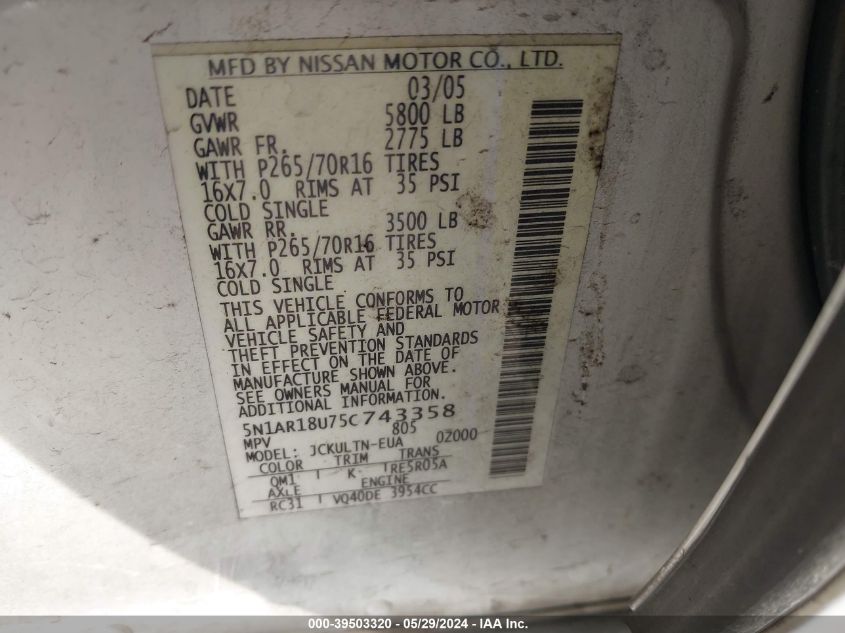 MFD BY NISSAN MOTOR CO., LTD.
DATE 03/05
GVWR 5800 LB
GAWR FR. 2775 LB
WITH P265/70R16 TIRES
16X7.0 RIMS AT 35 PSI
COLD SINGLE
GAWR RR. 3500 LB
WITH P265/70R16 TIRES
16X7.0 RIMS AT 35 PSI
COLD SINGLE
THIS VEHICLE CONFORMS TO
ALL APPLICABLE FEDERAL MOTOR
VEHICLE SAFETY AND
THEFT PREVENTION STANDARDS
IN EFFECT ON THE DATE OF
MANUFACTURE SHOWN ABOVE.
SEE OWNERS MANUAL FOR
ADDITIONAL INFORMATION.
5N1AR18U75C743358
MPV 805
MODEL: JCKULTN-EUA 0Z000
COLOR TRIM TRANS
QM1 K RE5R05A
AXLE ENGINE
RC31 VQ40DE 3954CC
000-39503320 - 05/29/2024 - IAA Inc.